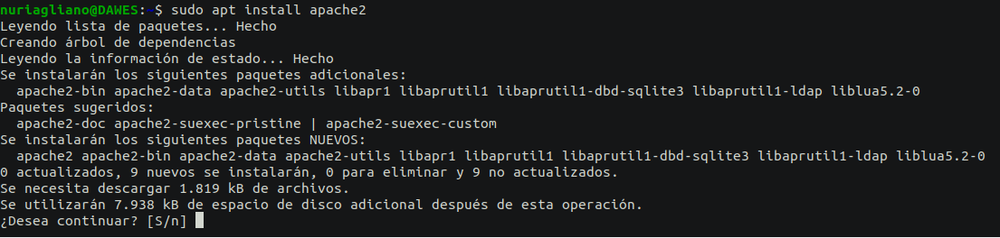 nuriagliano@DAWES:~$ sudo apt install apache2
Leyendo lista de paquetes... Hecho
Creando árbol de dependencias
Leyendo la información de estado... Hecho
Se instalarán los siguientes paquetes adicionales:
apache2-bin apache2-data apache2-utils libapr1 libaprutil1 libaprutil1-dbd-sqlite3 libaprutil1-ldap liblua5.2-0
Paquetes sugeridos:
apache2-doc apache2-suexec-pristine | apache2-suexec-custom
Se instalarán los siguientes paquetes NUEVOS:
apache2 apache2-bin apache2-data apache2-utils libapr1 libaprutil1 libaprutil1-dbd-sqlite3 libaprutil1-ldap liblua5.2-0
0 actualizados, 9 nuevos se instalarán, 0 para eliminar y 9 no actualizados.
Se necesita descargar 1.819 kB de archivos.
Se utilizarán 7.938 kB de espacio de disco adicional después de esta operación.
¿Desea continuar? [S/n]